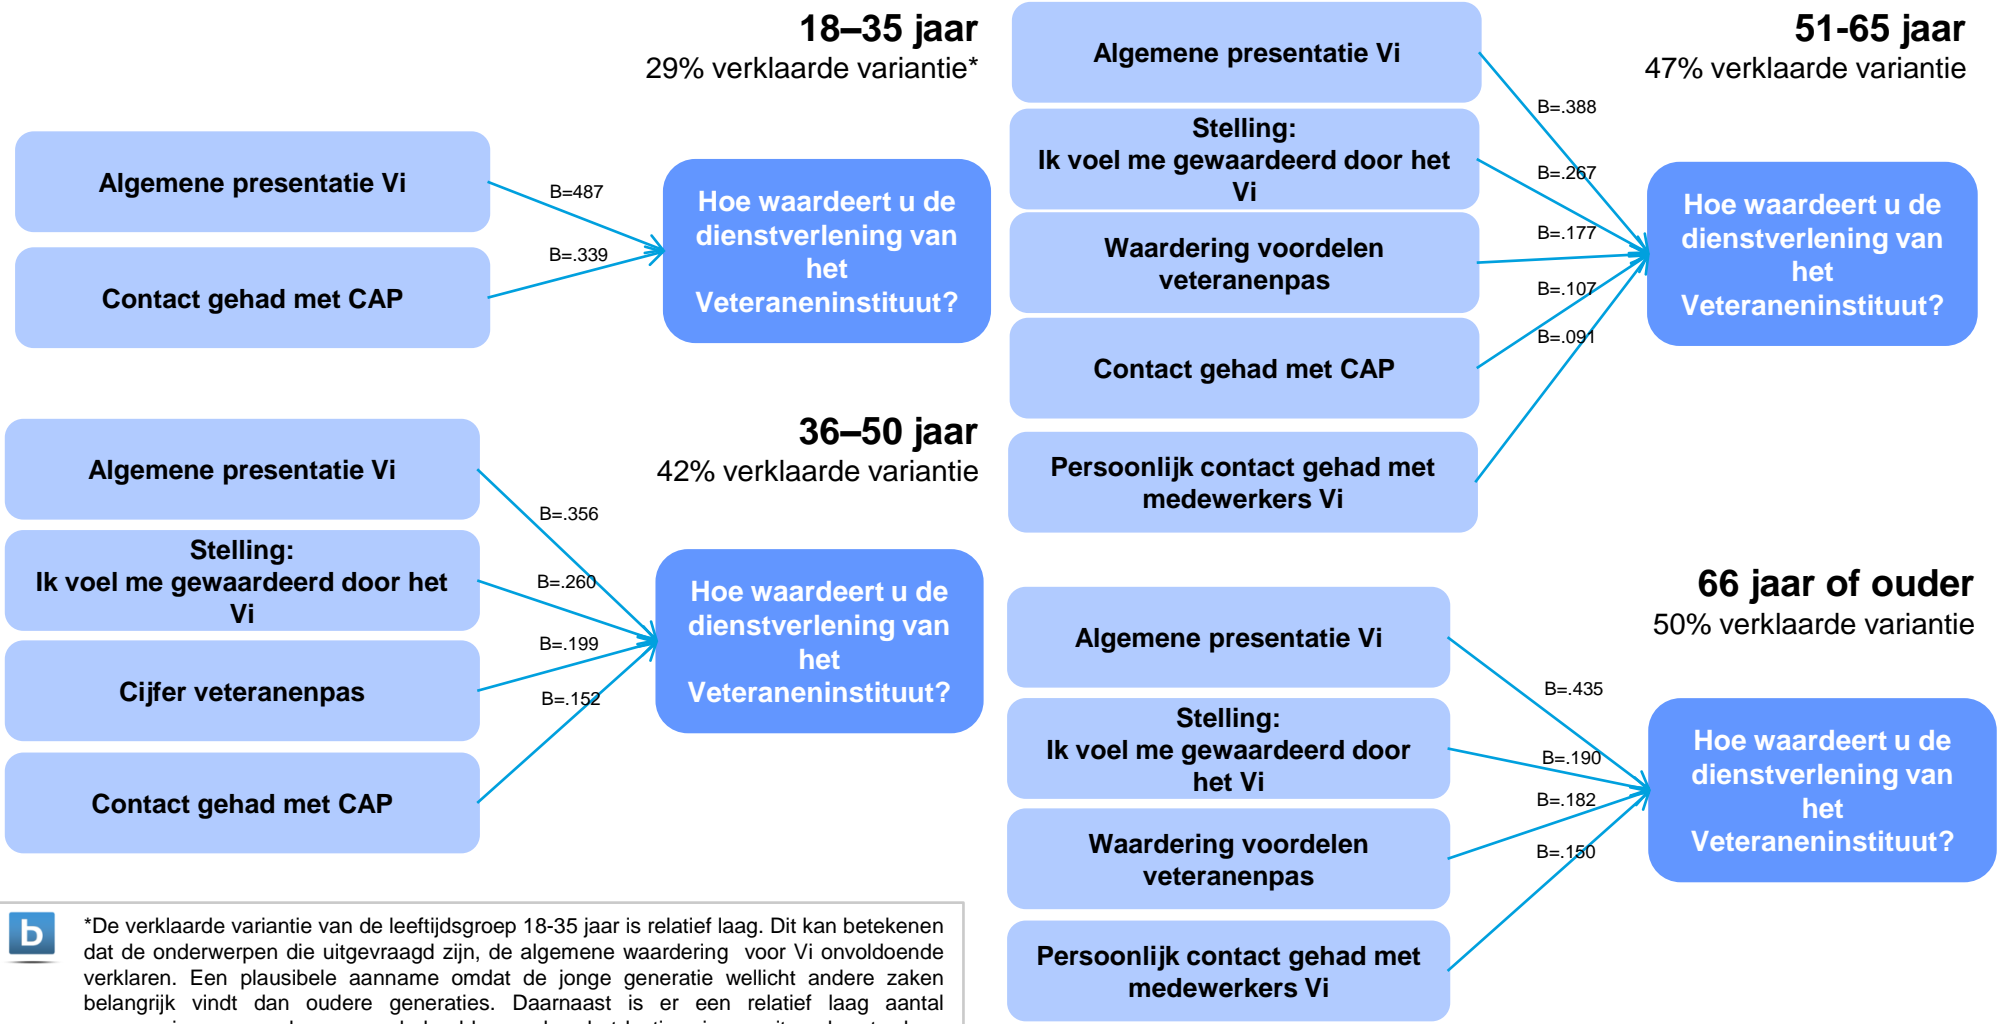 18–35 jaar
29% verklaarde variantie*
Algemene presentatie Vi
Contact gehad met CAP
B=487
B=.339
Hoe waardeert u de
dienstverlening van
het
Veteraneninstituut?
36–50 jaar
42% verklaarde variantie
Algemene presentatie Vi
Stelling:
Ik voel me gewaardeerd door het
Vi
Cijfer veteranenpas
Contact gehad met CAP
B=.356
B=.260
B=.199
B=.152
Hoe waardeert u de
dienstverlening van
het
Veteraneninstituut?
b
*De verklaarde variantie van de leeftijdsgroep 18-35 jaar is relatief laag. Dit kan betekenen
dat de onderwerpen die uitgevraagd zijn, de algemene waardering voor Vi onvoldoende
verklaren. Een plausibele aanname omdat de jonge generatie wellicht andere zaken
belangrijk vindt dan oudere generaties. Daarnaast is er een relatief laag aantal
51-65 jaar
47% verklaarde variantie
Algemene presentatie Vi
Stelling:
Ik voel me gewaardeerd door het
Vi
Waardering voordelen
veteranenpas
Contact gehad met CAP
Persoonlijk contact gehad met
medewerkers Vi
B=.388
B=.267
B=.177
B=.107
B=.091
Hoe waardeert u de
dienstverlening van
het
Veteraneninstituut?
66 jaar of ouder
50% verklaarde variantie
Algemene presentatie Vi
Stelling:
Ik voel me gewaardeerd door
het Vi
Waardering voordelen
veteranenpas
Persoonlijk contact gehad met
medewerkers Vi
B=.435
B=.190
B=.182
B=.150
Hoe waardeert u de
dienstverlening van
het
Veteraneninstituut?